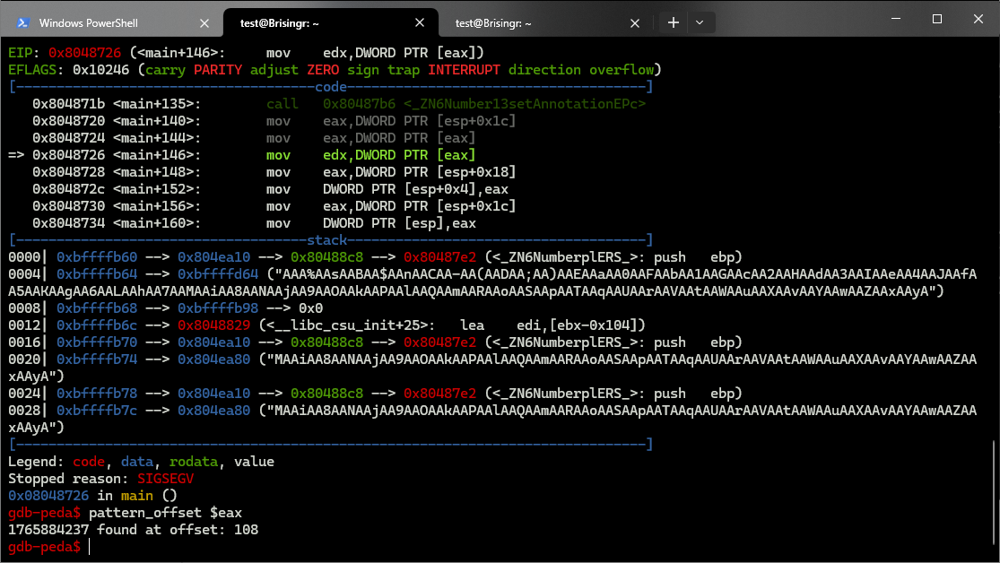 Windows PowerShell
test@Brisingr: ~
test@Brisingr: ~
EIP: 0x8048726 (<main+146>: mov edx,DWORD PTR [eax])
EFLAGS: 0x10246 (carry PARITY adjust ZERO sign trap INTERRUPT direction overflow)
[-------------------------------------code-------------------------------------]
0x804871b <main+135>: call 0x80487b6 <_ZN6Number13setAnnotationEPc>
0x8048720 <main+140>: mov eax,DWORD PTR [esp+0x1c]
0x8048724 <main+144>: mov eax,DWORD PTR [eax]
=> 0x8048726 <main+146>: mov edx,DWORD PTR [eax]
0x8048728 <main+148>: mov eax,DWORD PTR [esp+0x18]
0x804872c <main+152>: mov DWORD PTR [esp+0x4],eax
0x8048730 <main+156>: mov eax,DWORD PTR [esp+0x1c]
0x8048734 <main+160>: mov DWORD PTR [esp],eax
[------------------------------------stack-------------------------------------]
0000| 0xbffffb60 --> 0x804ea10 --> 0x80488c8 --> 0x80487e2 (<_ZN6NumberplERS_>: push ebp)
0004| 0xbffffb64 --> 0xbffffd64 ("AAA%AAsAABAA$AAnAACAA-AA(AADAA;AA)AAEAAaAA0AAFAAbAA1AAGAAcAA2AAHAAdAA3AAIAAeAA4AAJAAfA
A5AAKAAgAA6AALAAhAA7AAMAAiAA8AANAAjAA9AAOAAkAAPAAlAAQAAmAARAAoAASAApAATAAqAAUAArAAVAAtAAWAAuAAXAAvAAYAAwAAZAAxAAyA")
0008| 0xbffffb68 --> 0xbffffb98 --> 0x0
0012| 0xbffffb6c --> 0x8048829 (<__libc_csu_init+25>: lea edi,[ebx-0x104])
0016| 0xbffffb70 --> 0x804ea10 --> 0x80488c8 --> 0x80487e2 (<_ZN6NumberplERS_>: push ebp)
0020| 0xbffffb74 --> 0x804ea80 ("MAAiAA8AANAAjAA9AAOAAkAAPAAlAAQAAmAARAAoAASAApAATAAqAAUAArAAVAAtAAWAAuAAXAAvAAYAAwAAZAA
xAAyA")
0024| 0xbffffb78 --> 0x804ea10 --> 0x80488c8 --> 0x80487e2 (<_ZN6NumberplERS_>: push ebp)
0028| 0xbffffb7c --> 0x804ea80 ("MAAiAA8AANAAjAA9AAOAAkAAPAAlAAQAAmAARAAoAASAApAATAAqAAUAArAAVAAtAAWAAuAAXAAvAAYAAwAAZAA
xAAyA")
[------------------------------------------------------------------------------]
Legend: code, data, rodata, value
Stopped reason: SIGSEGV
0x08048726 in main ()
gdb-peda$ pattern_offset $eax
1765884237 found at offset: 108
gdb-peda$